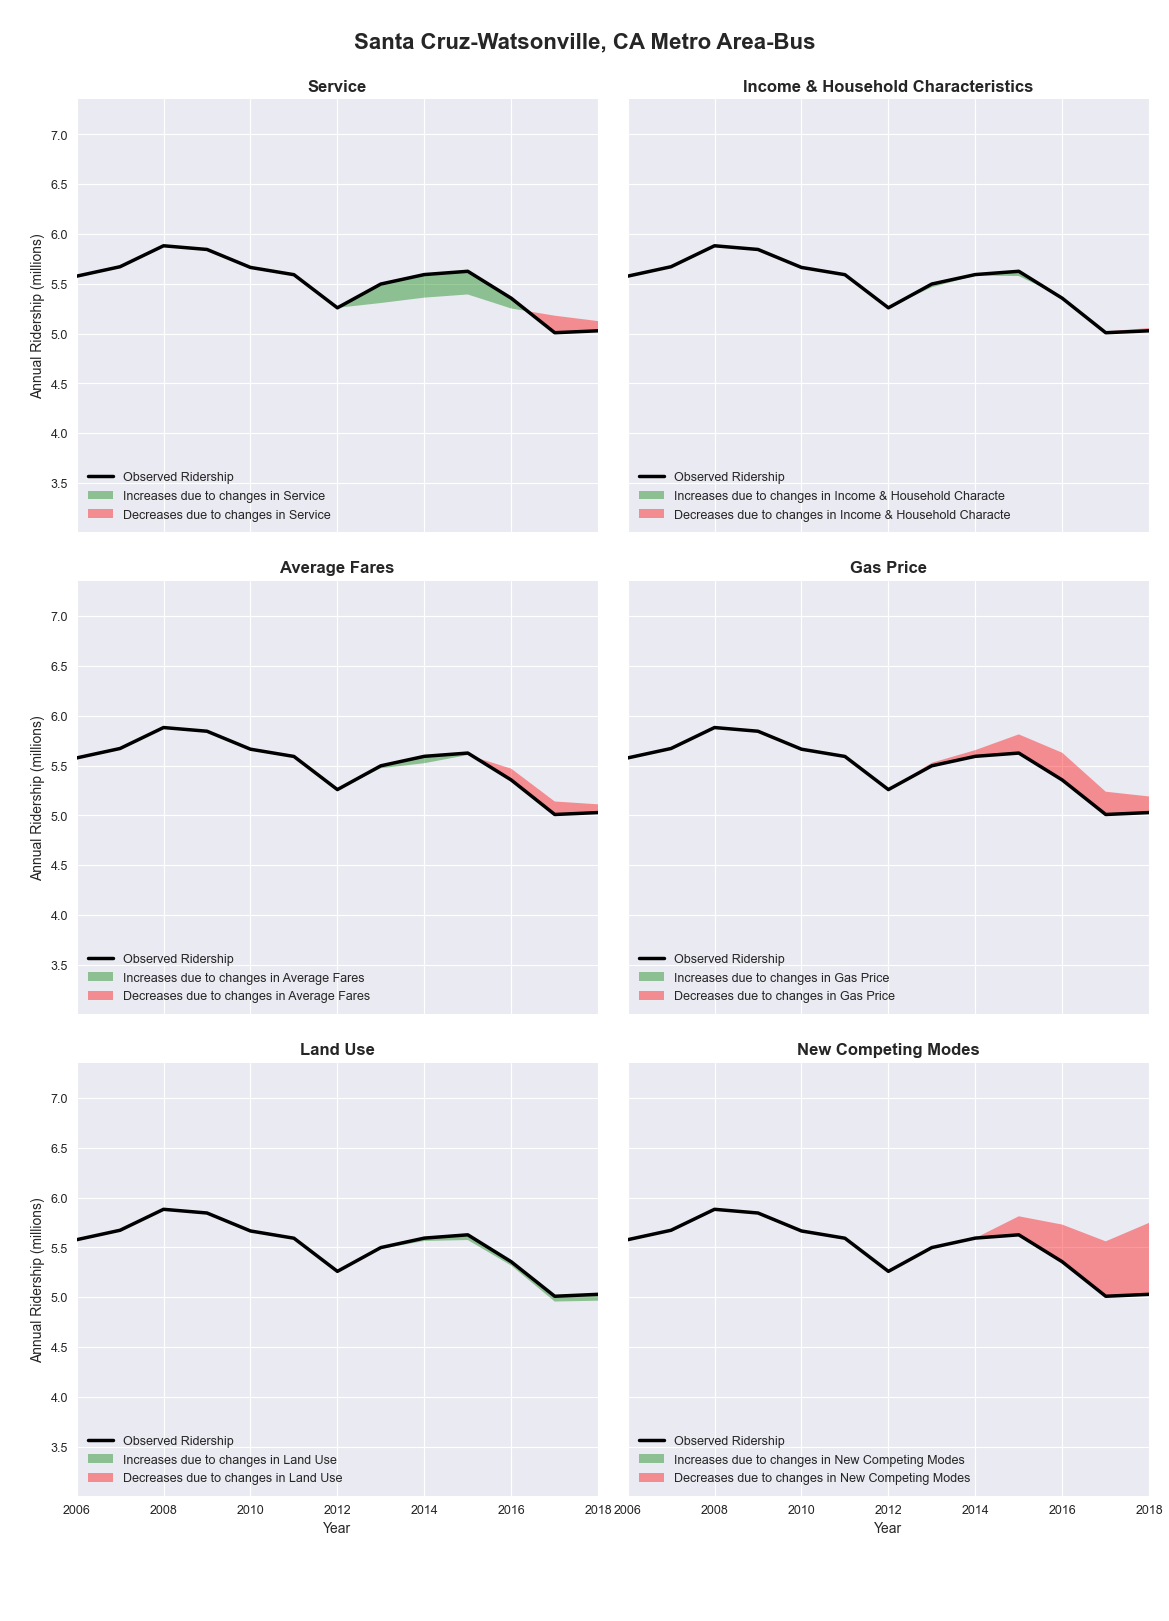 Santa Cruz-Watsonville, CA Metro Area-Bus
Service
Income & Household Characteristics
Annual Ridership (millions)
7.0
6.5
6.0
5.5
5.0
4.5
4.0
3.5
Observed Ridership
Increases due to changes in Service
Decreases due to changes in Service
Observed Ridership
Increases due to changes in Income & Household Characte
Decreases due to changes in Income & Household Characte
Average Fares
Gas Price
Annual Ridership (millions)
7.0
6.5
6.0
5.5
5.0
4.5
4.0
3.5
Observed Ridership
Increases due to changes in Average Fares
Decreases due to changes in Average Fares
Observed Ridership
Increases due to changes in Gas Price
Decreases due to changes in Gas Price
Land Use
New Competing Modes
Annual Ridership (millions)
7.0
6.5
6.0
5.5
5.0
4.5
4.0
3.5
Observed Ridership
Increases due to changes in Land Use
Decreases due to changes in Land Use
Observed Ridership
Increases due to changes in New Competing Modes
Decreases due to changes in New Competing Modes
2006 2008 2010 2012 2014 2016 2018
2006 2008 2010 2012 2014 2016 2018
Year
Year